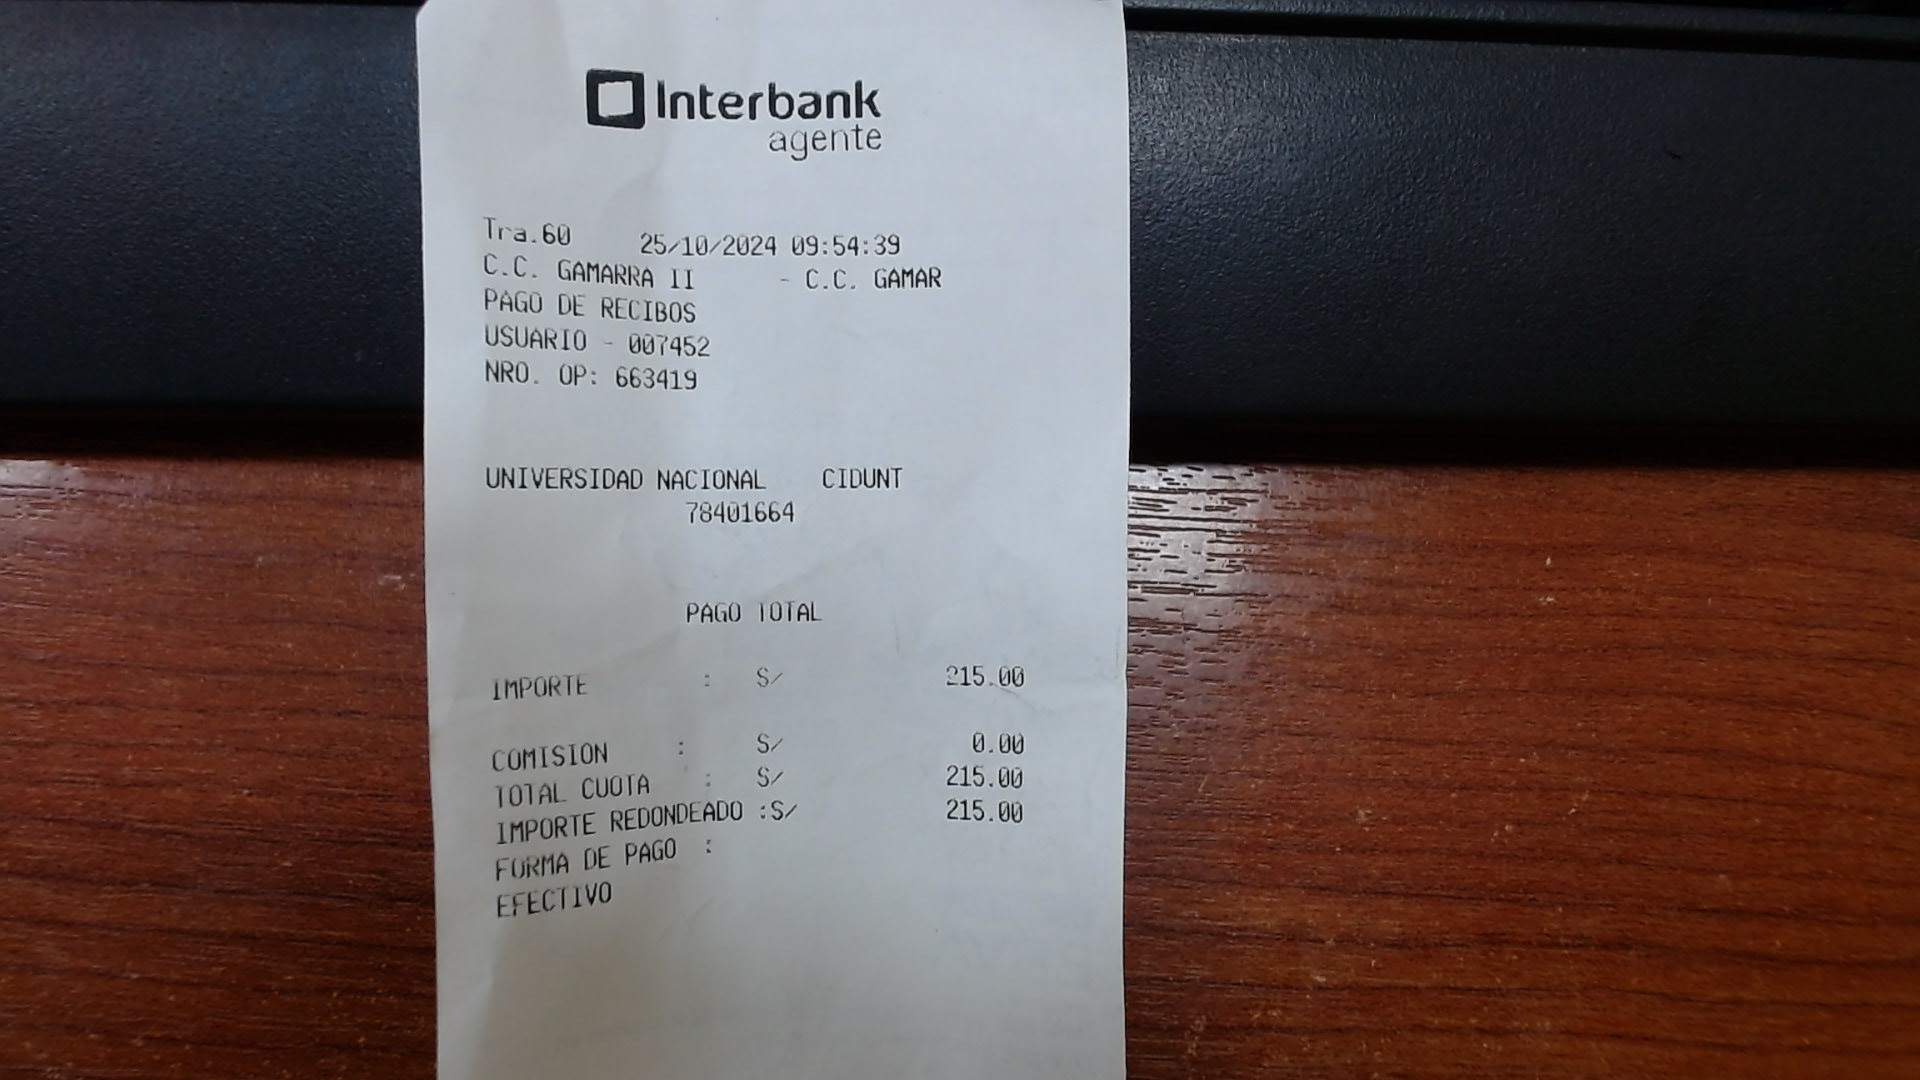 Interbank
agente
Tra.60 25/10/2024 09:54:39
C.C. GAMARRA II - C.C. GAMAR
PAGO DE RECIBOS
USUARIO - 007452
NRO. OP: 663419
UNIVERSIDAD NACIONAL CIDUNT
78401664
PAGO TOTAL
IMPORTE : S/ 215.00
COMISION : S/ 0.00
TOTAL CUOTA : S/ 215.00
IMPORTE REDONDEADO :S/ 215.00
FORMA DE PAGO :
EFECTIVO